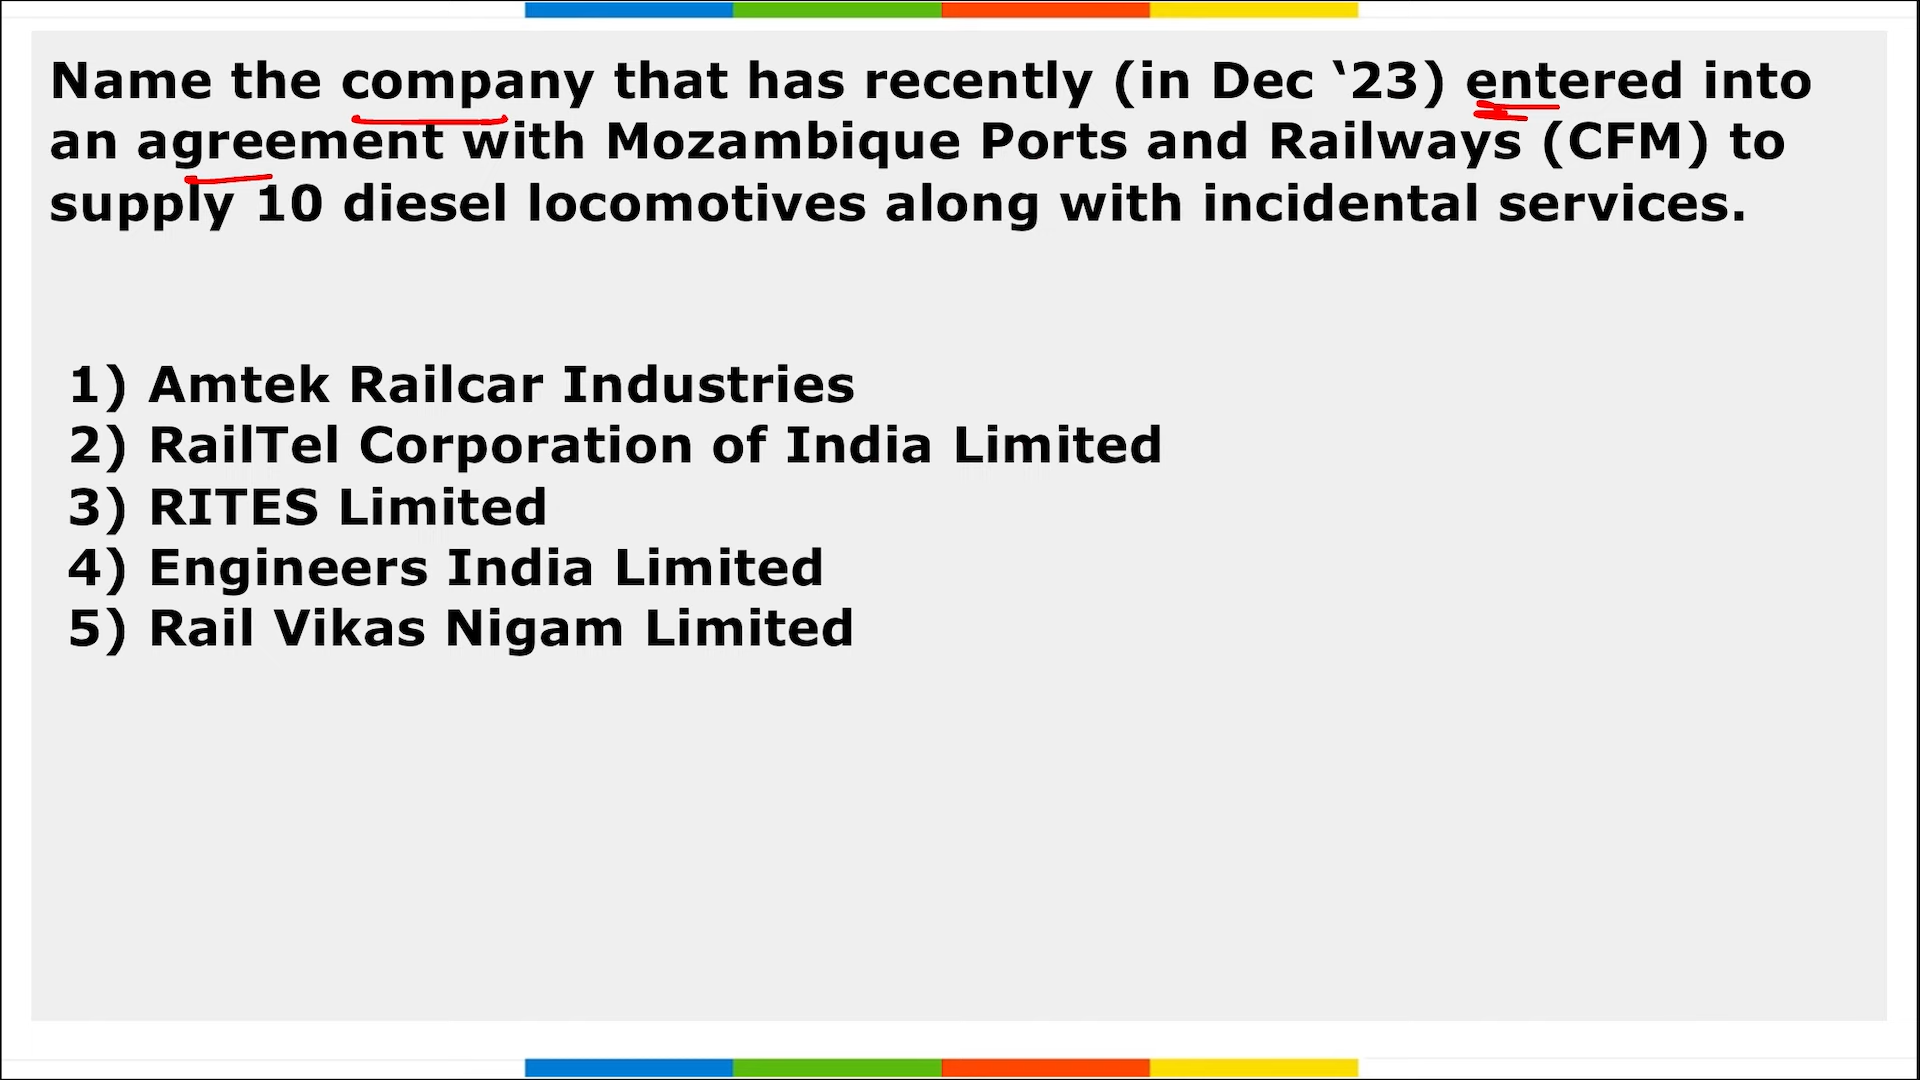 Name the company that has recently (in Dec ‘23) entered into
an agreement with Mozambique Ports and Railways (CFM) to
supply 10 diesel locomotives along with incidental services.
1) Amtek Railcar Industries
2) RailTel Corporation of India Limited
3) RITES Limited
4) Engineers India Limited
5) Rail Vikas Nigam Limited